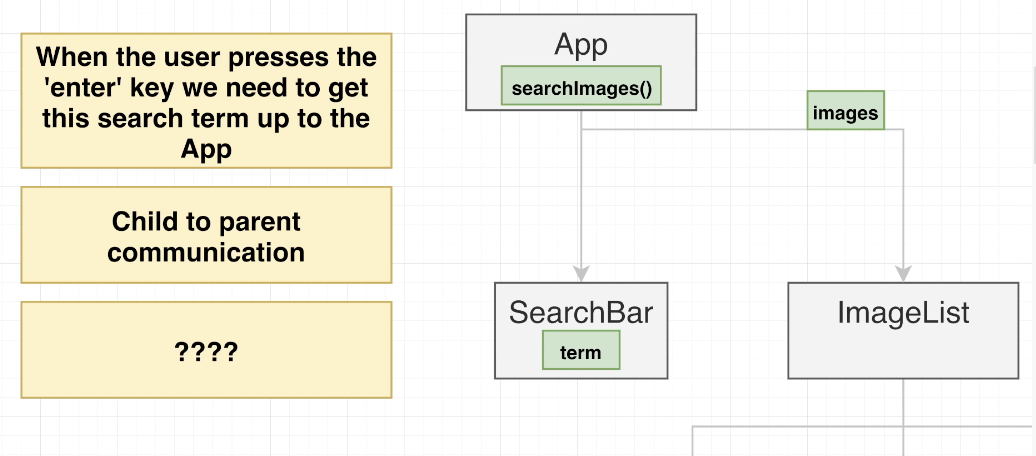 When the user presses the
'enter' key we need to get
this search term up to the
App
Child to parent
communication
????
App
searchImages()
images
SearchBar
term
ImageList